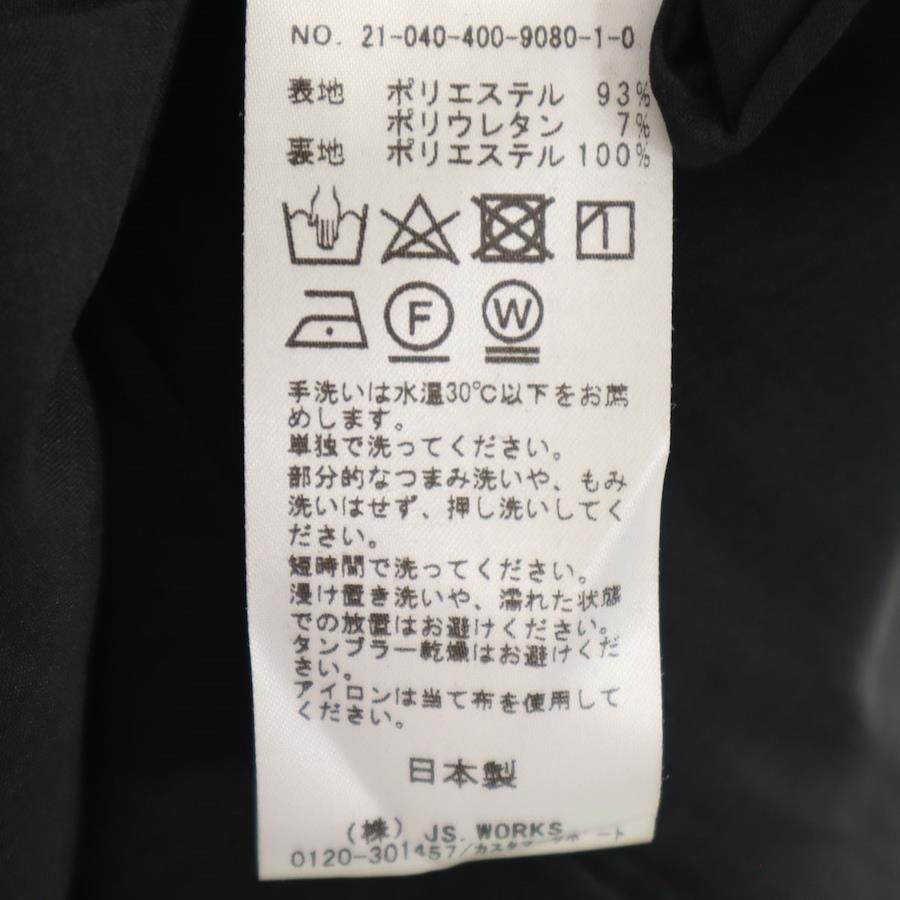 NO. 21-040-400-9080-1-0
表地 ポリエステル 93%
ポリウレタン 7%
裏地 ポリエステル 100%
F W
手洗いは水温30℃以下をお薦
めします。
単独で洗ってください。
部分的なつまみ洗いや、もみ
洗いはせず、押し洗いしてく
ださい。
短時間で洗ってください。
浸け置き洗いや、濡れた状態
での放置はお避けください。
タンブラー乾燥はお避けくだ
さい。
アイロンは当て布を使用して
ください。
日本製
(株) JS. WORKS
0120-301457/カスタマーサポート